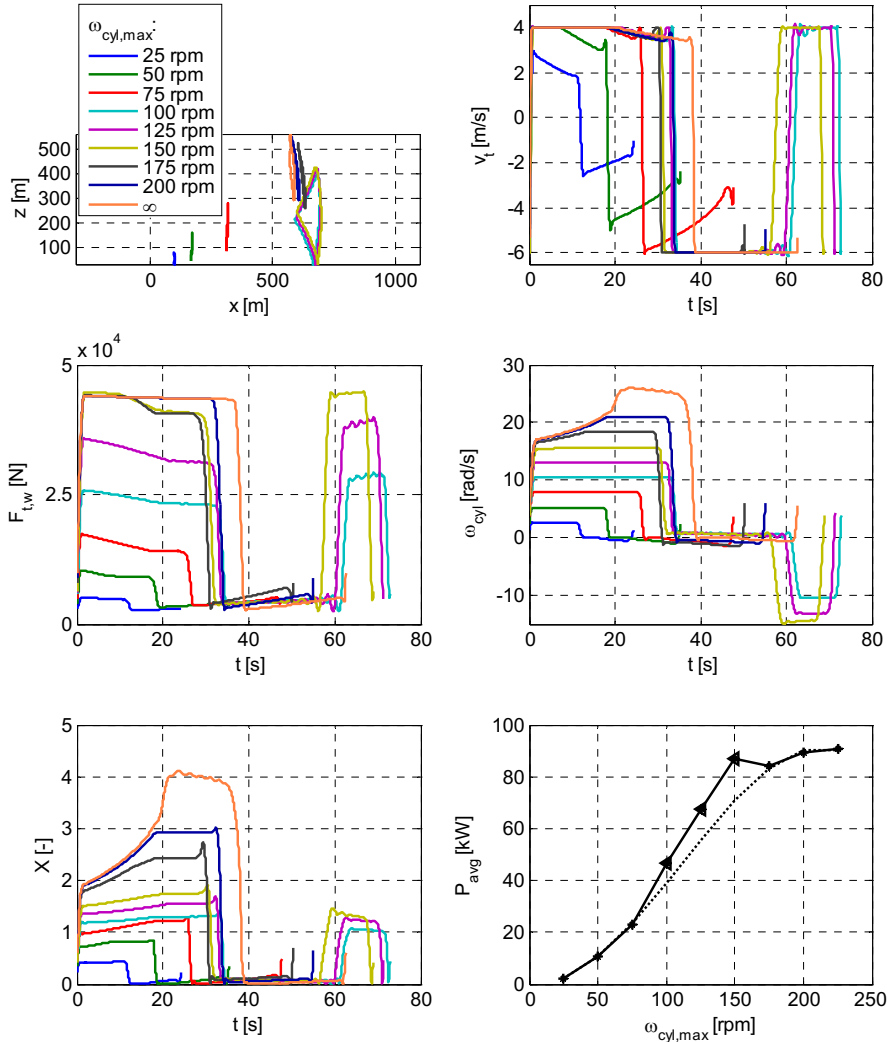 ω_cyl,max:
25 rpm
50 rpm
75 rpm
100 rpm
125 rpm
150 rpm
175 rpm
200 rpm
∞
500
400
300
200
100
z [m]
0
500
1000
x [m]
4
2
0
-2
-4
-6
v_t [m/s]
0
20
40
60
80
t [s]
x 10^4
5
2.5
0
F_t,w [N]
0
20
40
60
80
t [s]
30
20
10
0
-10
ω_cyl [rad/s]
0
20
40
60
80
t [s]
5
4
3
2
1
0
X [-]
0
20
40
60
80
t [s]
100
80
60
40
20
0
P_avg [kW]
0
50
100
150
200
250
ω_cyl,max [rpm]